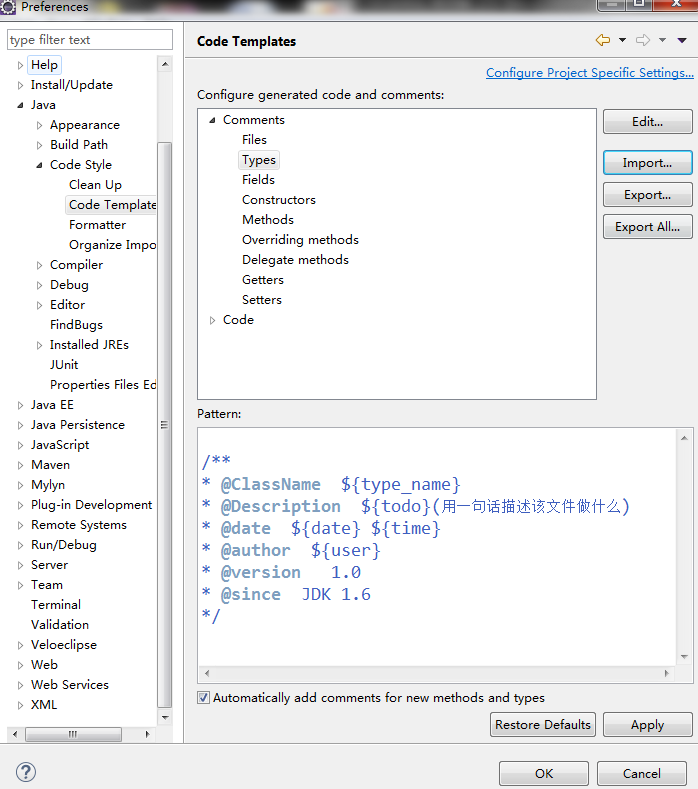 Preferences
type filter text
Help
Install/Update
Java
Appearance
Build Path
Code Style
Clean Up
Code Template
Formatter
Organize Impo
Compiler
Debug
Editor
FindBugs
Installed JREs
JUnit
Properties Files Ed
Java EE
Java Persistence
JavaScript
Maven
Mylyn
Plug-in Development
Remote Systems
Run/Debug
Server
Team
Terminal
Validation
Veloeclipse
Web
Web Services
XML
Code Templates
Configure Project Specific Settings...
Configure generated code and comments:
Comments
Files
Types
Fields
Constructors
Methods
Overriding methods
Delegate methods
Getters
Setters
Code
Edit...
Import...
Export...
Export All...
Pattern:
/**
* @ClassName  ${type_name}
* @Description  ${todo}(用一句话描述该文件做什么)
* @date  ${date} ${time}
* @author  ${user}
* @version   1.0
* @since  JDK 1.6
*/
Automatically add comments for new methods and types
Restore Defaults
Apply
?
OK
Cancel